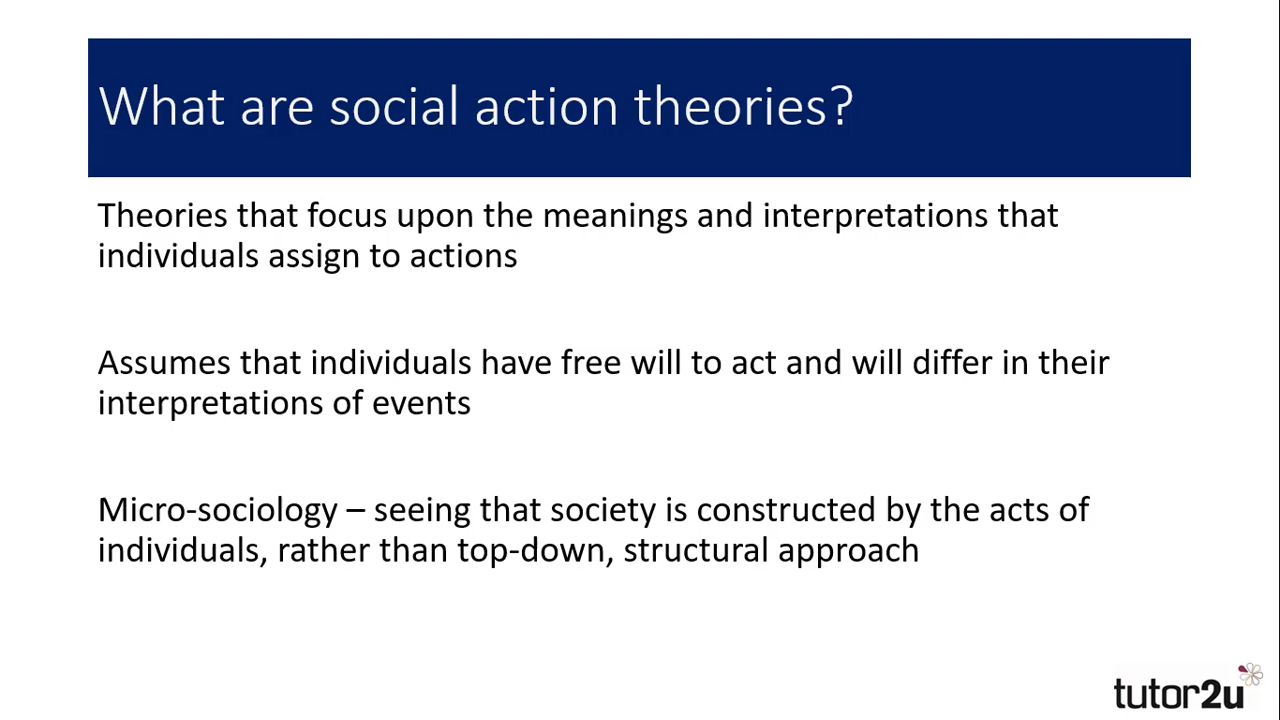 What are social action theories?
Theories that focus upon the meanings and interpretations that
individuals assign to actions
Assumes that individuals have free will to act and will differ in their
interpretations of events
Micro-sociology – seeing that society is constructed by the acts of
individuals, rather than top-down, structural approach
tutor2u